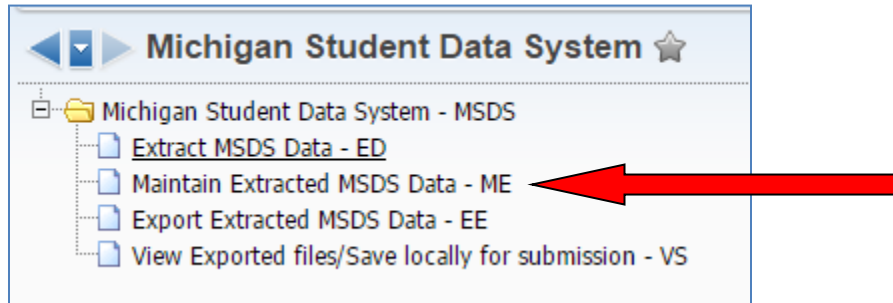 Michigan Student Data System
Michigan Student Data System - MSDS
Extract MSDS Data - ED
Maintain Extracted MSDS Data - ME
Export Extracted MSDS Data - EE
View Exported files/Save locally for submission - VS